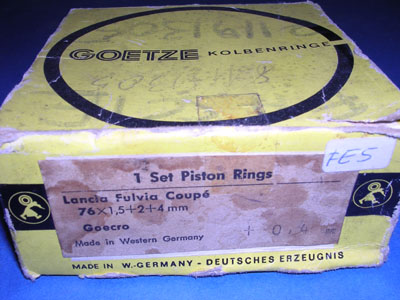 GOETZE KOLBENRINGE
FE5
1 Set Piston Rings
Lancia Fulvia Coupé
76×1,5+2+4 mm
Goecro
Made in Western Germany
MADE IN W.-GERMANY - DEUTSCHES ERZEUGNIS